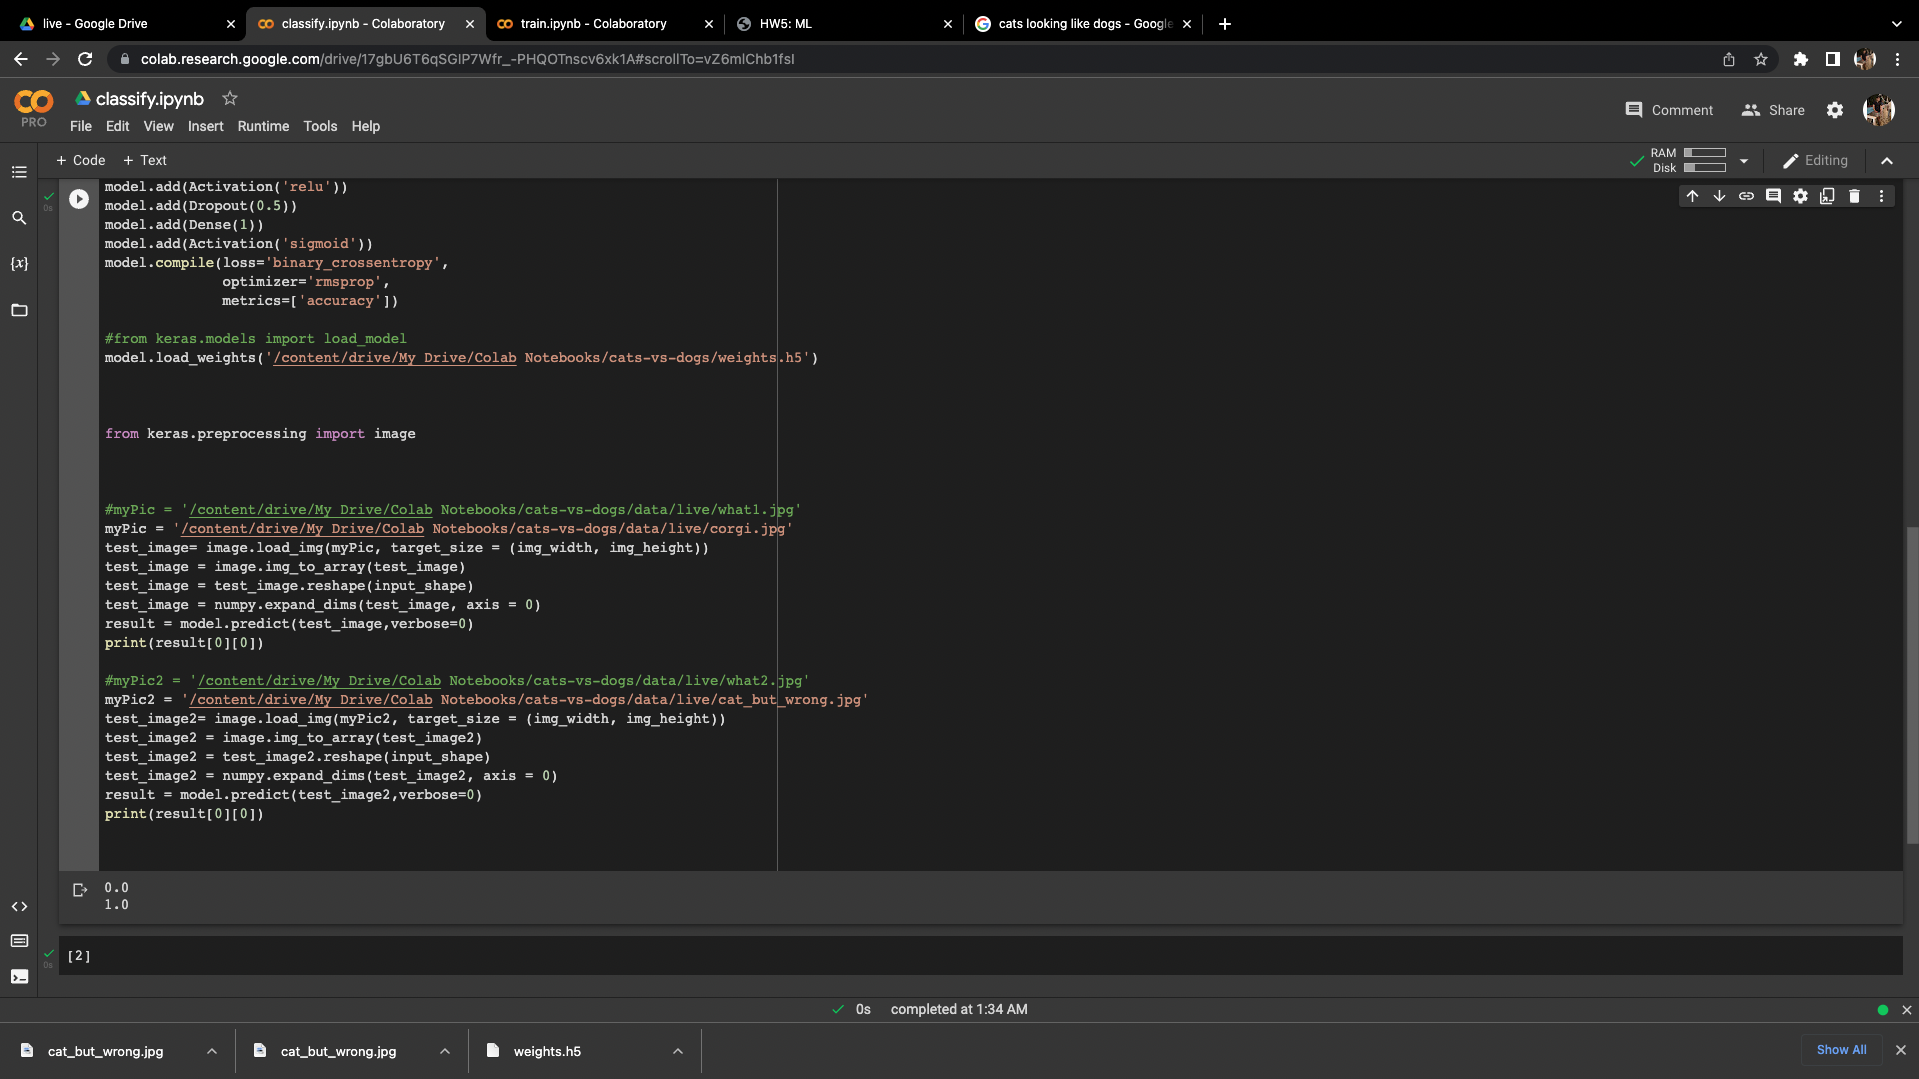 live - Google Drive
classify.ipynb - Colaboratory
train.ipynb - Colaboratory
HW5: ML
cats looking like dogs - Google
colab.research.google.com/drive/17gbU6T6qSGIP7Wfr_-PHQOTnscv6xk1A#scrollTo=vZ6mlChb1fsI
PRO
classify.ipynb
File Edit View Insert Runtime Tools Help
Comment
Share
+ Code + Text
RAM
Disk
Editing
0s
model.add(Activation('relu'))
model.add(Dropout(0.5))
model.add(Dense(1))
model.add(Activation('sigmoid'))
model.compile(loss='binary_crossentropy',
optimizer='rmsprop',
metrics=['accuracy'])
#from keras.models import load_model
model.load_weights('/content/drive/My Drive/Colab Notebooks/cats-vs-dogs/weights.h5')
from keras.preprocessing import image
#myPic = '/content/drive/My Drive/Colab Notebooks/cats-vs-dogs/data/live/what1.jpg'
myPic = '/content/drive/My Drive/Colab Notebooks/cats-vs-dogs/data/live/corgi.jpg'
test_image= image.load_img(myPic, target_size = (img_width, img_height))
test_image = image.img_to_array(test_image)
test_image = test_image.reshape(input_shape)
test_image = numpy.expand_dims(test_image, axis = 0)
result = model.predict(test_image,verbose=0)
print(result[0][0])
#myPic2 = '/content/drive/My Drive/Colab Notebooks/cats-vs-dogs/data/live/what2.jpg'
myPic2 = '/content/drive/My Drive/Colab Notebooks/cats-vs-dogs/data/live/cat_but_wrong.jpg'
test_image2= image.load_img(myPic2, target_size = (img_width, img_height))
test_image2 = image.img_to_array(test_image2)
test_image2 = test_image2.reshape(input_shape)
test_image2 = numpy.expand_dims(test_image2, axis = 0)
result = model.predict(test_image2,verbose=0)
print(result[0][0])
0.0
1.0
0s
[2]
0s completed at 1:34 AM
cat_but_wrong.jpg
cat_but_wrong.jpg
weights.h5
Show All